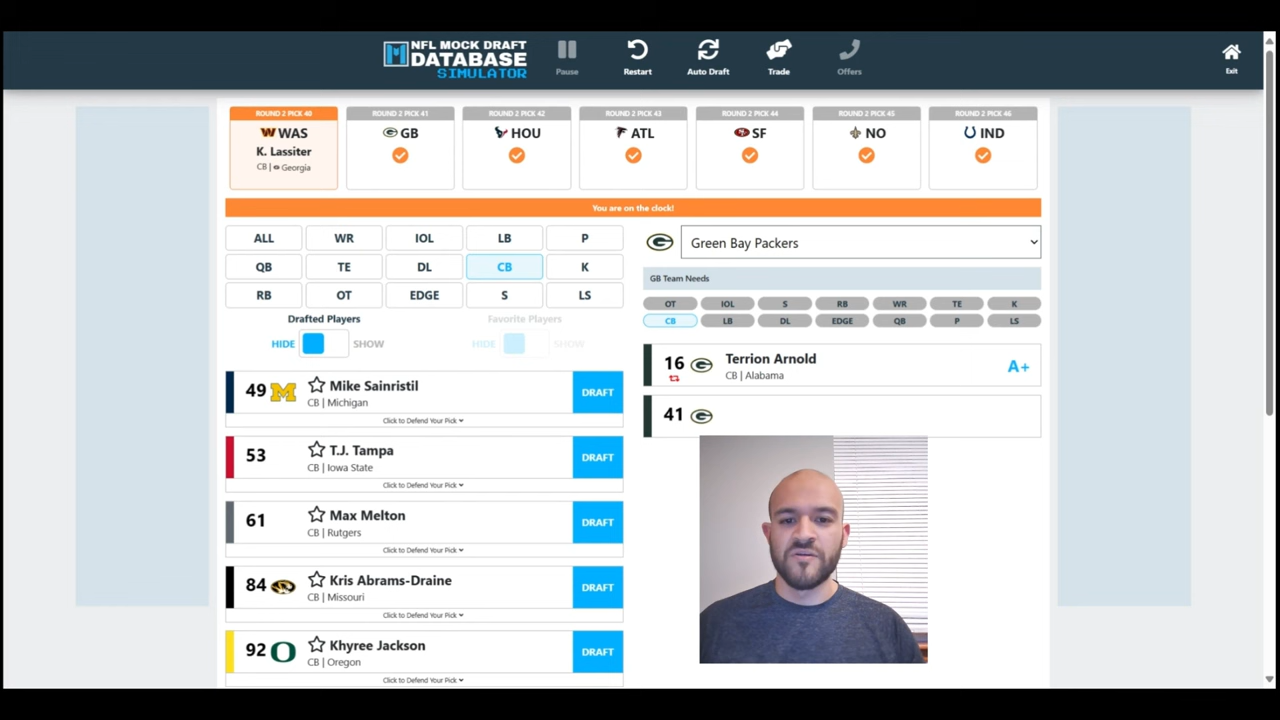 NFL MOCK DRAFT
DATABASE
SIMULATOR
Pause
Restart
Auto Draft
Trade
Offers
Exit
ROUND 2 PICK 40
WAS
K. Lassiter
CB | Georgia
ROUND 2 PICK 41
GB
ROUND 2 PICK 42
HOU
ROUND 2 PICK 43
ATL
ROUND 2 PICK 44
SF
ROUND 2 PICK 45
NO
ROUND 2 PICK 46
IND
You are on the clock!
ALL WR IOL LB P
QB TE DL CB K
RB OT EDGE S LS
Drafted Players
HIDE SHOW
Favorite Players
HIDE SHOW
49 Mike Sainristil
CB | Michigan
DRAFT
Click to Defend Your Pick
53 T.J. Tampa
CB | Iowa State
DRAFT
Click to Defend Your Pick
61 Max Melton
CB | Rutgers
DRAFT
Click to Defend Your Pick
84 Kris Abrams-Draine
CB | Missouri
DRAFT
Click to Defend Your Pick
92 Khyree Jackson
CB | Oregon
DRAFT
Click to Defend Your Pick
Green Bay Packers
GB Team Needs
OT IOL S RB WR TE K
CB LB DL EDGE QB P LS
16 Terrion Arnold
CB | Alabama
A+
41